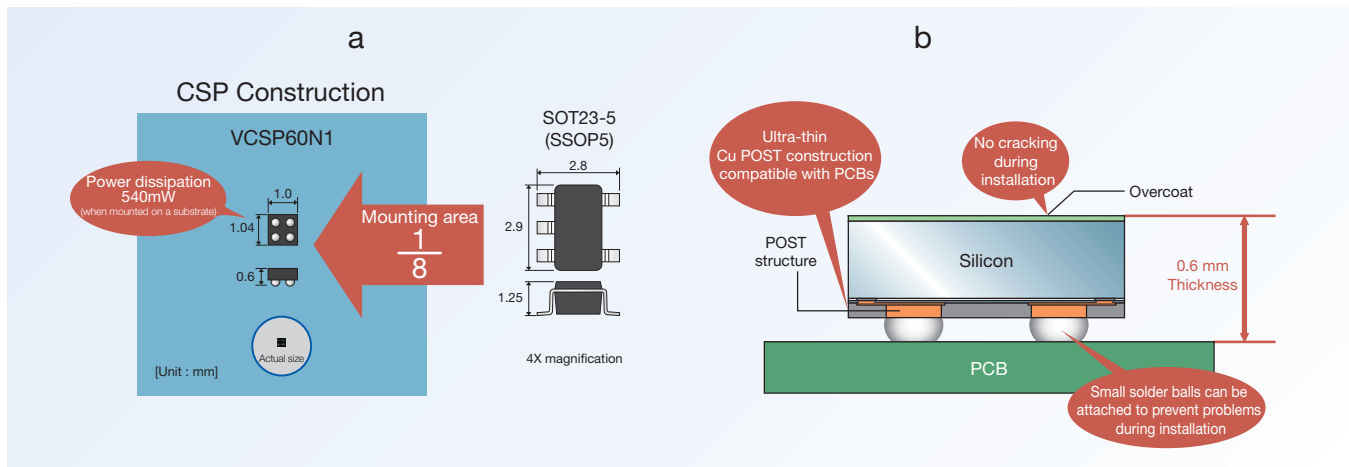 a
CSP Construction
VCSP60N1
Power dissipation
540mW
(when mounted on a substrate)
1.0
1.04
0.6
Actual size
[Unit : mm]
Mounting area
1
8
SOT23-5
(SSOP5)
2.8
2.9
1.25
4X magnification
b
Ultra-thin
Cu POST construction
compatible with PCBs
No cracking
during
installation
Overcoat
POST
structure
Silicon
0.6 mm
Thickness
PCB
Small solder balls can be
attached to prevent problems
during installation